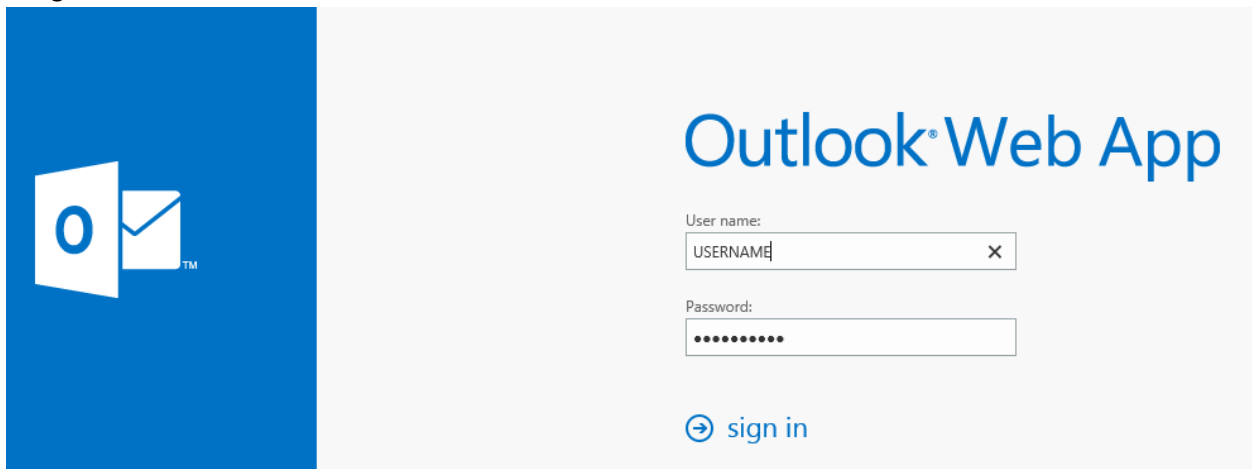 O
TM
Outlook® Web App
User name:
USERNAME
Password:
••••••••••
sign in